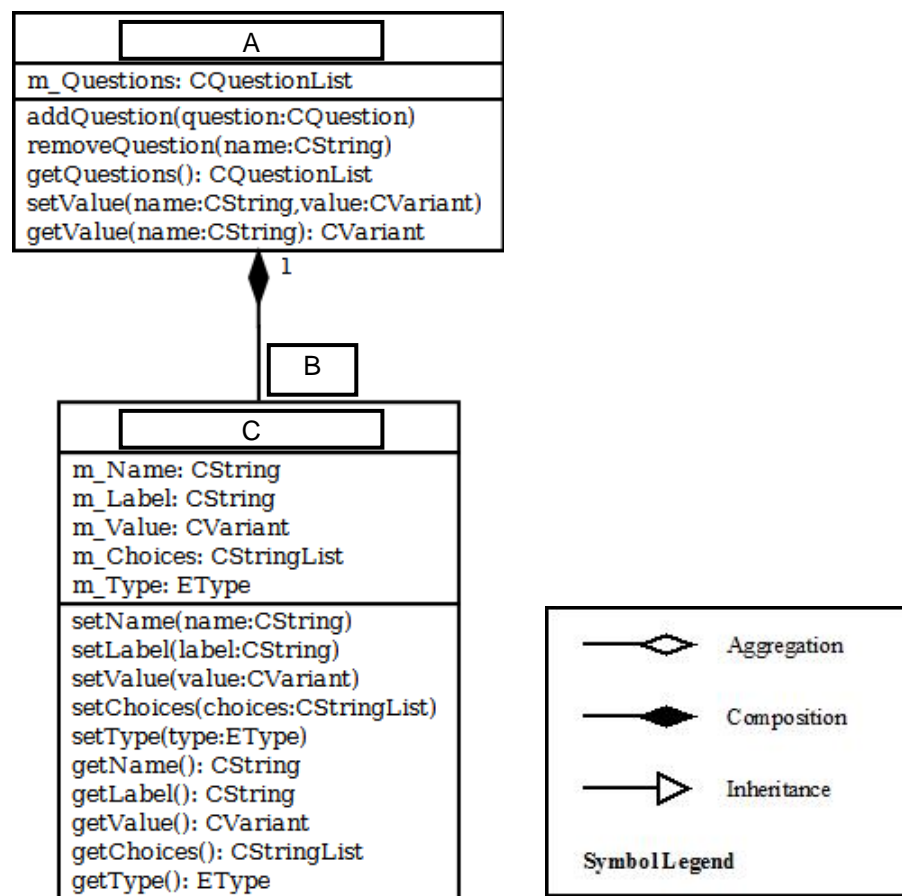 A
m_Questions: CQuestionList
addQuestion(question:CQuestion)
removeQuestion(name:CString)
getQuestions(): CQuestionList
setValue(name:CString,value:CVariant)
getValue(name:CString): CVariant
1
B
C
m_Name: CString
m_Label: CString
m_Value: CVariant
m_Choices: CStringList
m_Type: EType
setName(name:CString)
setLabel(label:CString)
setValue(value:CVariant)
setChoices(choices:CStringList)
setType(type:EType)
getName(): CString
getLabel(): CString
getValue(): CVariant
getChoices(): CStringList
getType(): EType
Aggregation
Composition
Inheritance
Symbol Legend